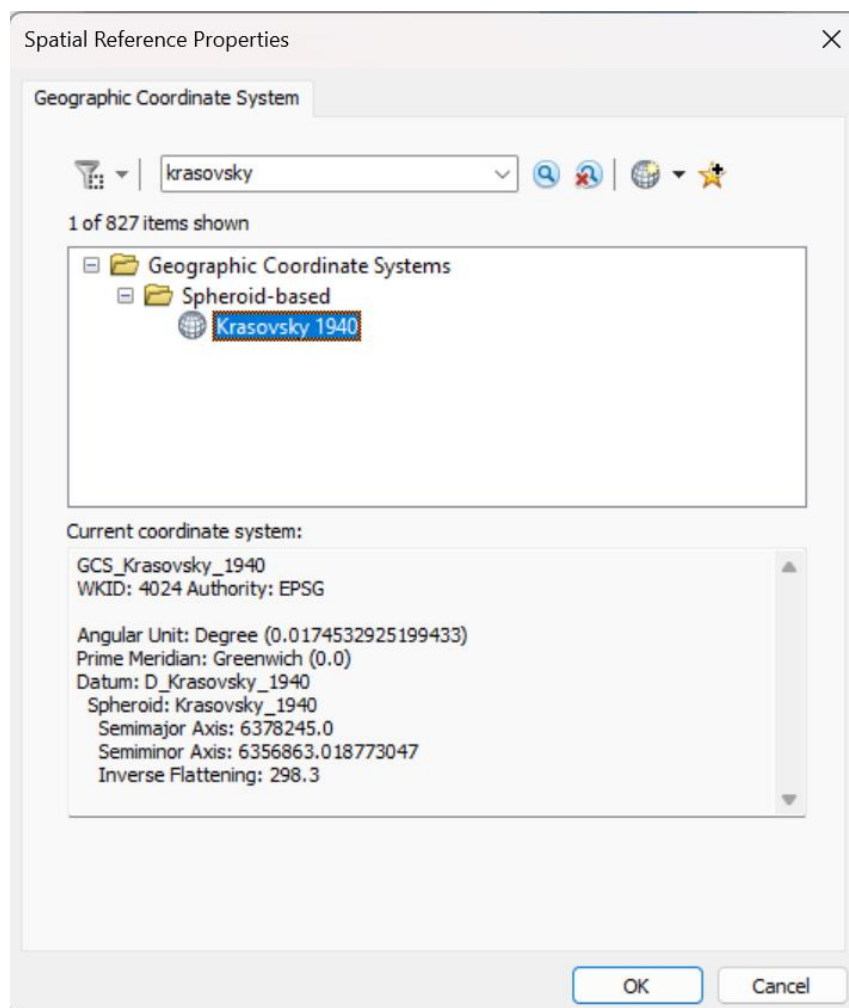 Spatial Reference Properties
Geographic Coordinate System
krasovsky
1 of 827 items shown
Geographic Coordinate Systems
Spheroid-based
Krasovsky 1940
Current coordinate system:
GCS_Krasovsky_1940
WKID: 4024 Authority: EPSG
Angular Unit: Degree (0.0174532925199433)
Prime Meridian: Greenwich (0.0)
Datum: D_Krasovsky_1940
Spheroid: Krasovsky_1940
Semimajor Axis: 6378245.0
Semiminor Axis: 6356863.018773047
Inverse Flattening: 298.3
OK
Cancel